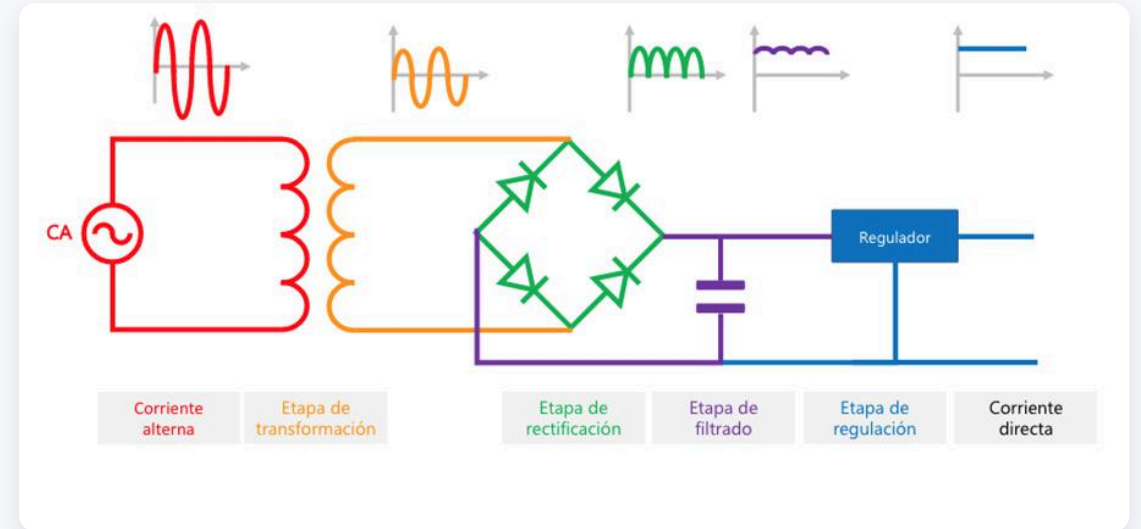 CA
Regulador
Corriente
alterna
Etapa de
transformación
Etapa de
rectificación
Etapa de
filtrado
Etapa de
regulación
Corriente
directa